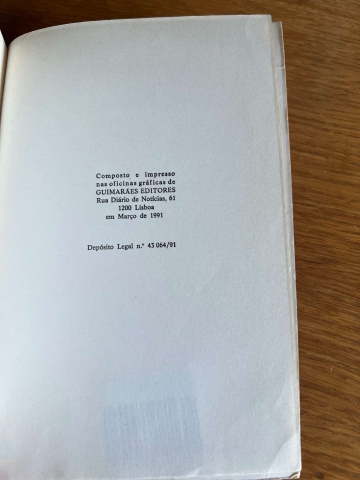 Composto e impresso
nas oficinas gráficas de
GUIMARÃES EDITORES
Rua Diário de Notícias, 61
1200 Lisboa
em Março de 1991
Depósito Legal n.º 43 064/91